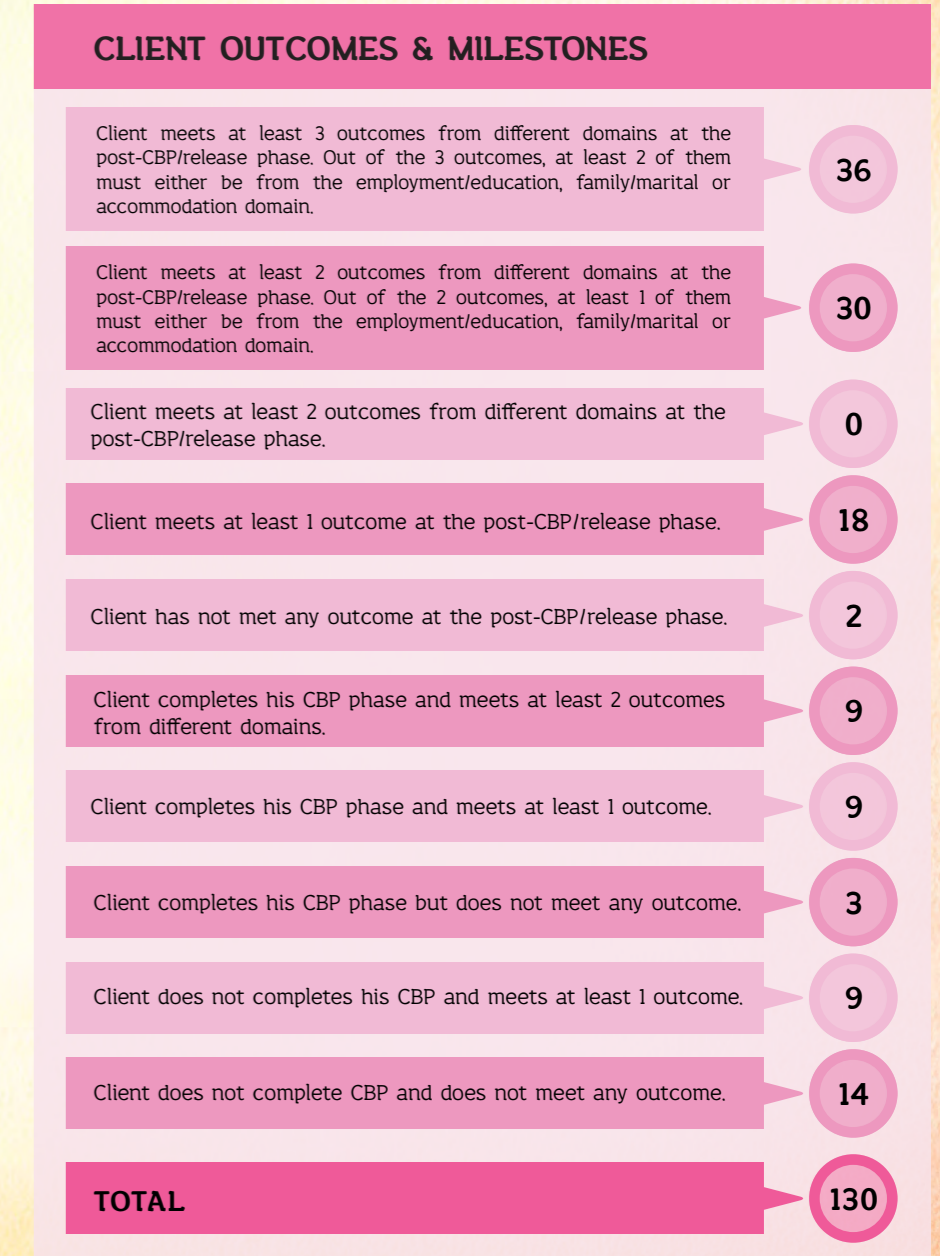 CLIENT OUTCOMES & MILESTONES
Client meets at least 3 outcomes from different domains at the
post-CBP/release phase. Out of the 3 outcomes, at least 2 of them
must either be from the employment/education, family/marital or
accommodation domain.
36
Client meets at least 2 outcomes from different domains at the
post-CBP/release phase. Out of the 2 outcomes, at least 1 of them
must either be from the employment/education, family/marital or
accommodation domain.
30
Client meets at least 2 outcomes from different domains at the
post-CBP/release phase.
0
Client meets at least 1 outcome at the post-CBP/release phase.
18
Client has not met any outcome at the post-CBP/release phase.
2
Client completes his CBP phase and meets at least 2 outcomes
from different domains.
9
Client completes his CBP phase and meets at least 1 outcome.
9
Client completes his CBP phase but does not meet any outcome.
3
Client does not completes his CBP and meets at least 1 outcome.
9
Client does not complete CBP and does not meet any outcome.
14
TOTAL
130